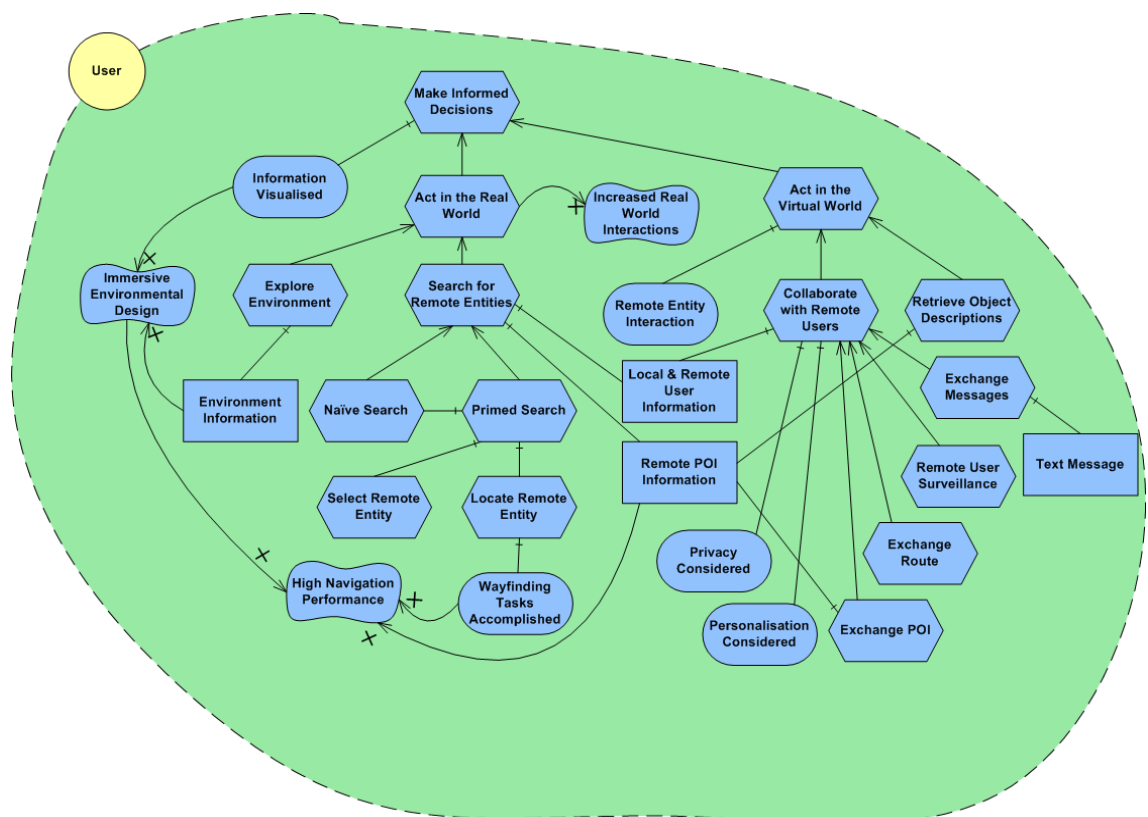 User
Make Informed
Decisions
Information
Visualised
Act in the Real
World
Increased Real
World
Interactions
Act in the
Virtual World
Immersive
Environmental
Design
Explore
Environment
Search for
Remote Entities
Remote Entity
Interaction
Collaborate
with Remote
Users
Retrieve Object
Descriptions
Environment
Information
Naïve Search
Primed Search
Local & Remote
User
Information
Exchange
Messages
Select Remote
Entity
Locate Remote
Entity
Remote POI
Information
Remote User
Surveillance
Text Message
High Navigation
Performance
Wayfinding
Tasks
Accomplished
Privacy
Considered
Exchange
Route
Personalisation
Considered
Exchange POI